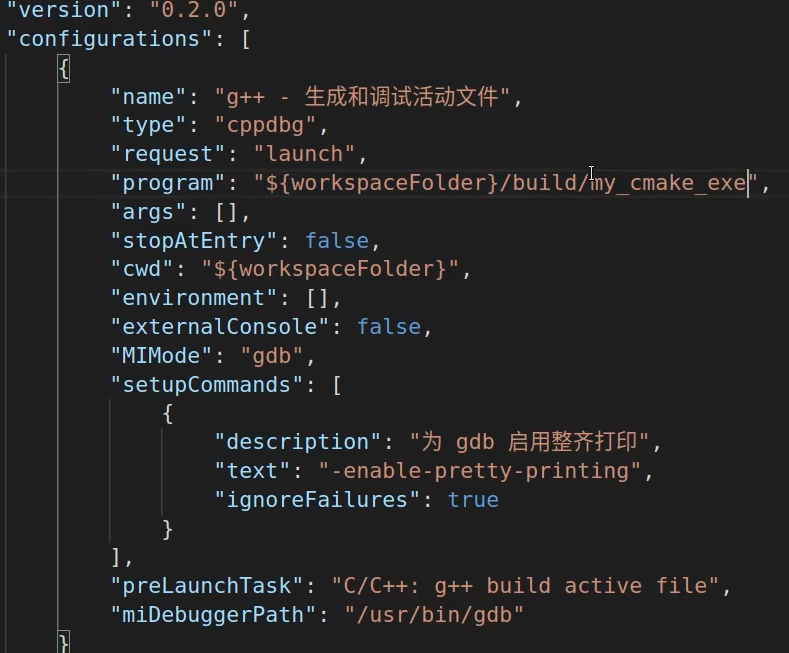 "version": "0.2.0",
"configurations": [
{
"name": "g++ - 生成和调试活动文件",
"type": "cppdbg",
"request": "launch",
"program": "${workspaceFolder}/build/my_cmake_exe",
"args": [],
"stopAtEntry": false,
"cwd": "${workspaceFolder}",
"environment": [],
"externalConsole": false,
"MIMode": "gdb",
"setupCommands": [
{
"description": "为 gdb 启用整齐打印",
"text": "-enable-pretty-printing",
"ignoreFailures": true
}
],
"preLaunchTask": "C/C++: g++ build active file",
"miDebuggerPath": "/usr/bin/gdb"
}